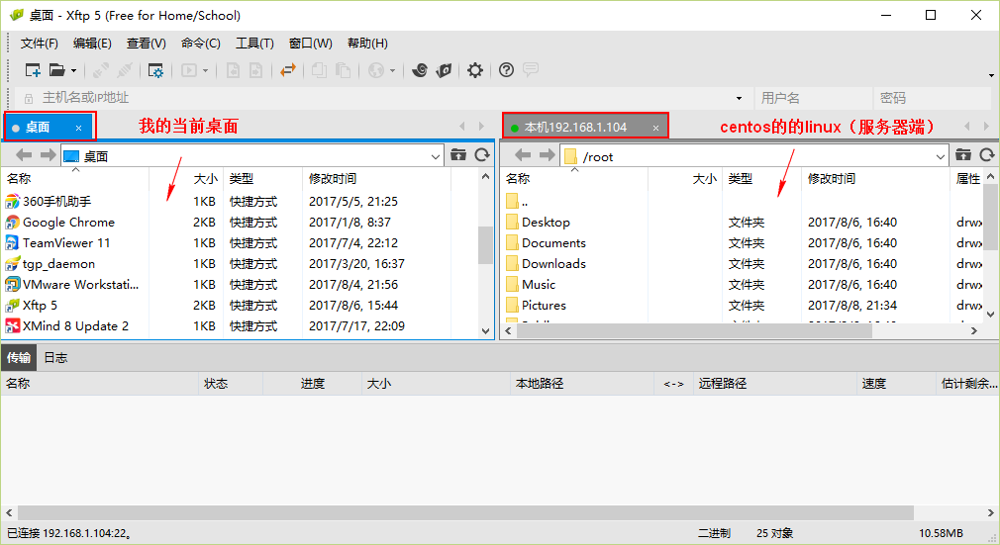 桌面 - Xftp 5 (Free for Home/School)
文件(F) 编辑(E) 查看(V) 命令(C) 工具(T) 窗口(W) 帮助(H)
主机名或IP地址 用户名 密码
桌面 × 我的当前桌面
本机192.168.1.104 × centos的的linux（服务器端）
桌面
名称 大小 类型 修改时间
360手机助手 1KB 快捷方式 2017/5/5, 21:25
Google Chrome 2KB 快捷方式 2017/1/8, 8:37
TeamViewer 11 1KB 快捷方式 2017/7/4, 22:12
tgp_daemon 1KB 快捷方式 2017/3/20, 16:37
VMware Workstati... 1KB 快捷方式 2017/8/4, 21:56
Xftp 5 2KB 快捷方式 2017/8/6, 15:44
XMind 8 Update 2 1KB 快捷方式 2017/7/17, 22:09
/root
名称 大小 类型 修改时间 属性
..
Desktop 文件夹 2017/8/6, 16:40 drwx
Documents 文件夹 2017/8/6, 16:40 drwx
Downloads 文件夹 2017/8/6, 16:40 drwx
Music 文件夹 2017/8/6, 16:40 drwx
Pictures 文件夹 2017/8/8, 21:34 drwx
传输 日志
名称 状态 进度 大小 本地路径 <-> 远程路径 速度 估计剩余...
已连接 192.168.1.104:22。 二进制 25 对象 10.58MB